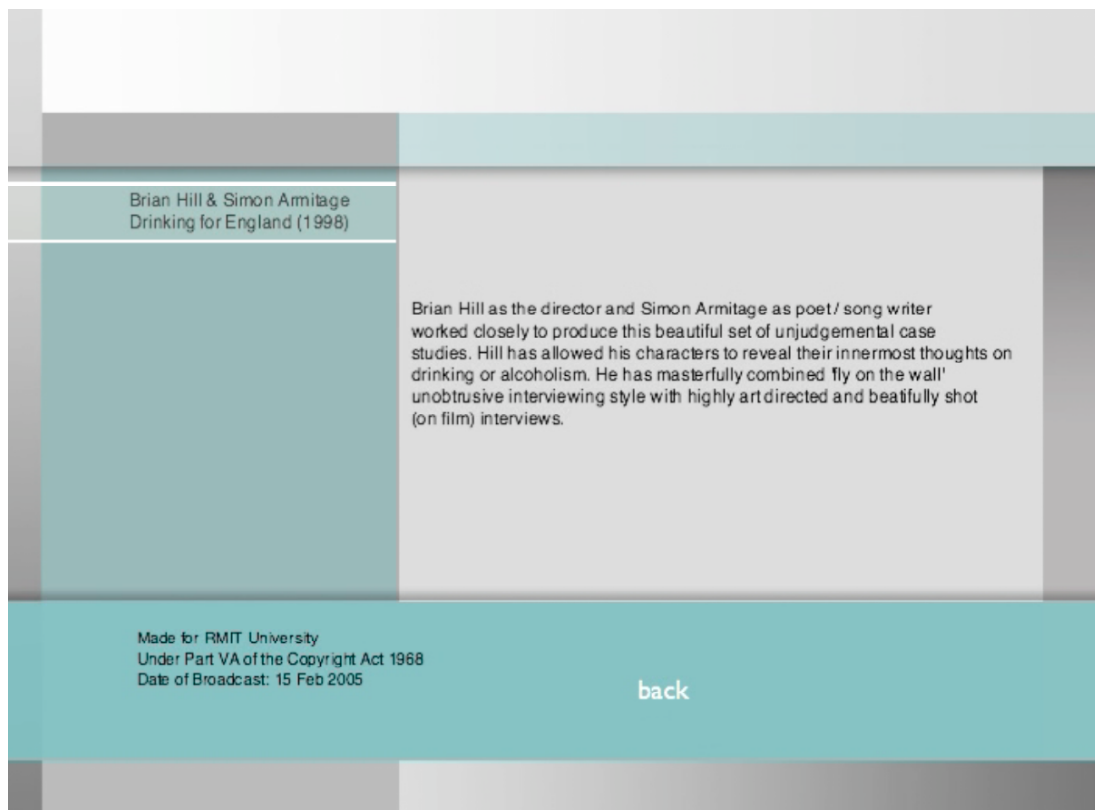 Brian Hill & Simon Armitage
Drinking for England (1998)
Brian Hill as the director and Simon Armitage as poet / song writer
worked closely to produce this beautiful set of unjudgemental case
studies. Hill has allowed his characters to reveal their innermost thoughts on
drinking or alcoholism. He has masterfully combined 'fly on the wall'
unobtrusive interviewing style with highly art directed and beatifully shot
(on film) interviews.
Made for RMIT University
Under Part VA of the Copyright Act 1968
Date of Broadcast: 15 Feb 2005
back